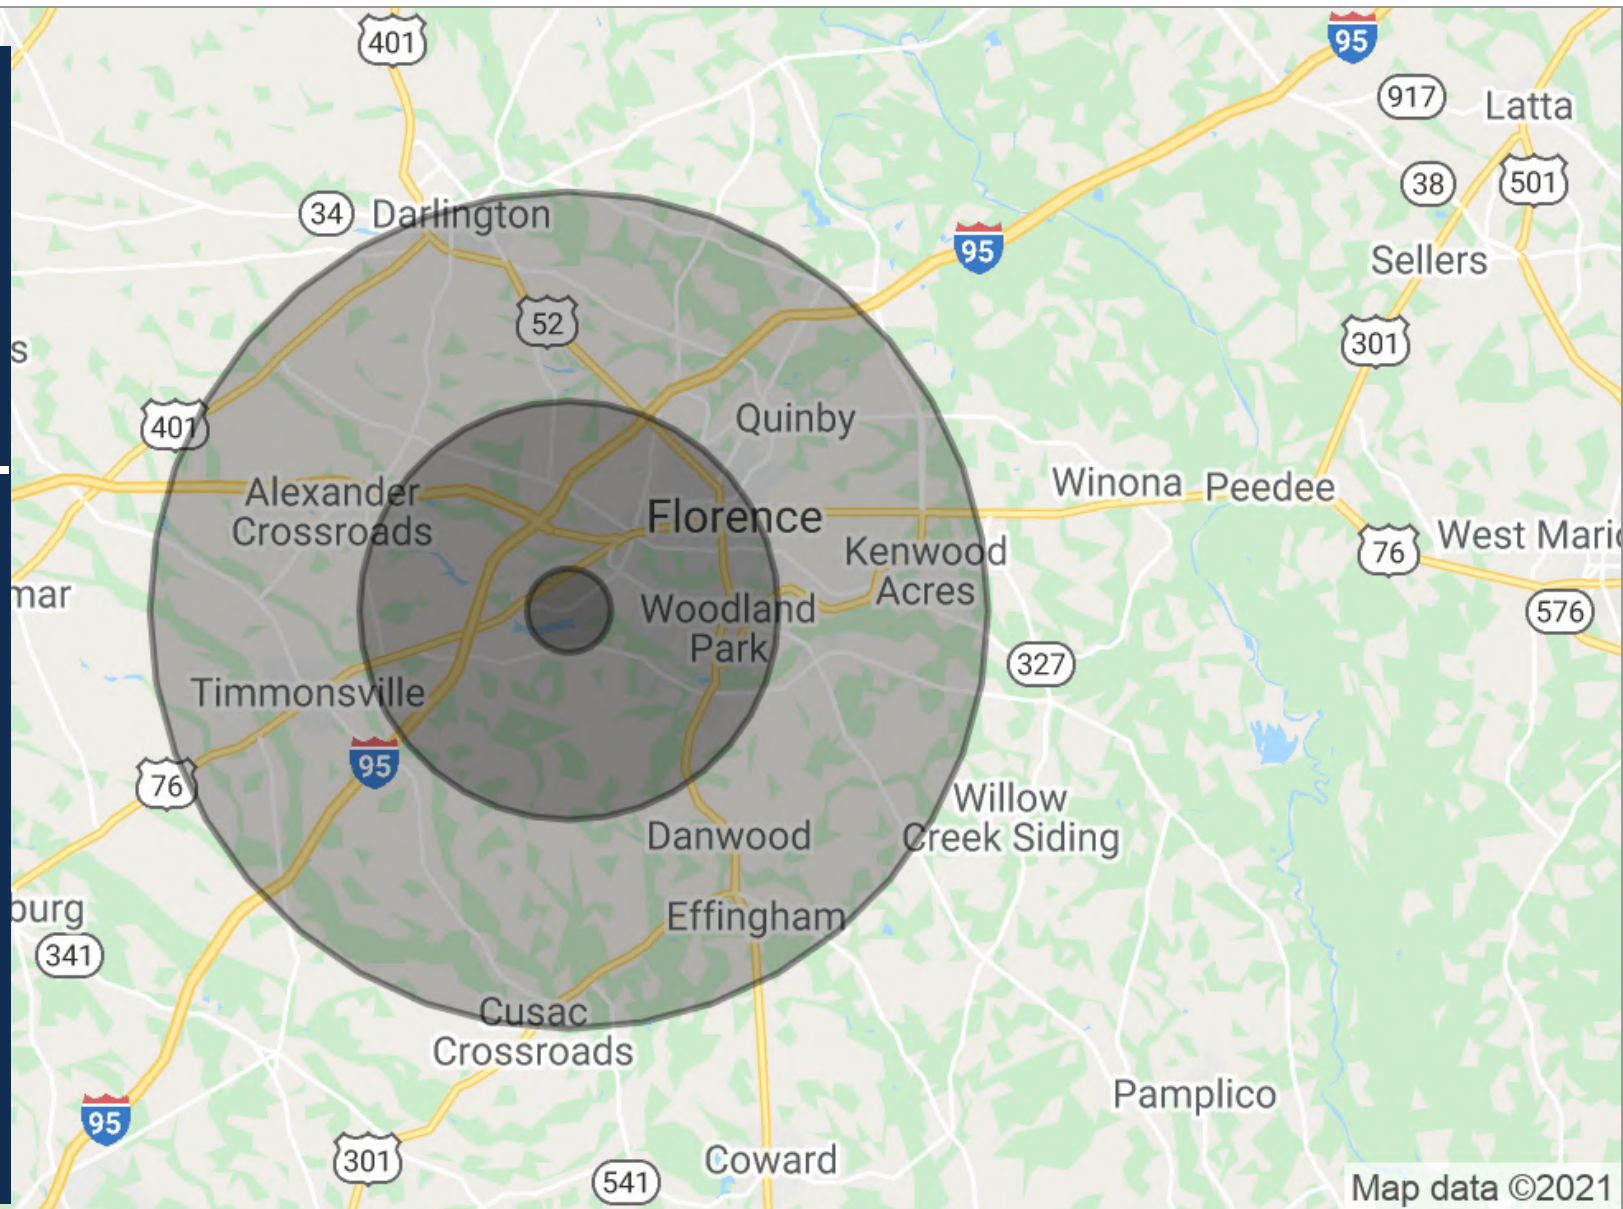 401
95
917
Latta
38
501
34
Darlington
95
Sellers
52
301
s
401
Quinby
Alexander
Crossroads
Winona
Peedee
Florence
76
West Mari
Kenwood
Acres
mar
Woodland
Park
576
327
Timmonsville
95
76
Willow
Creek Siding
Danwood
burg
Effingham
341
Cusac
Crossroads
Pamplico
95
301
Coward
541
Map data ©2021